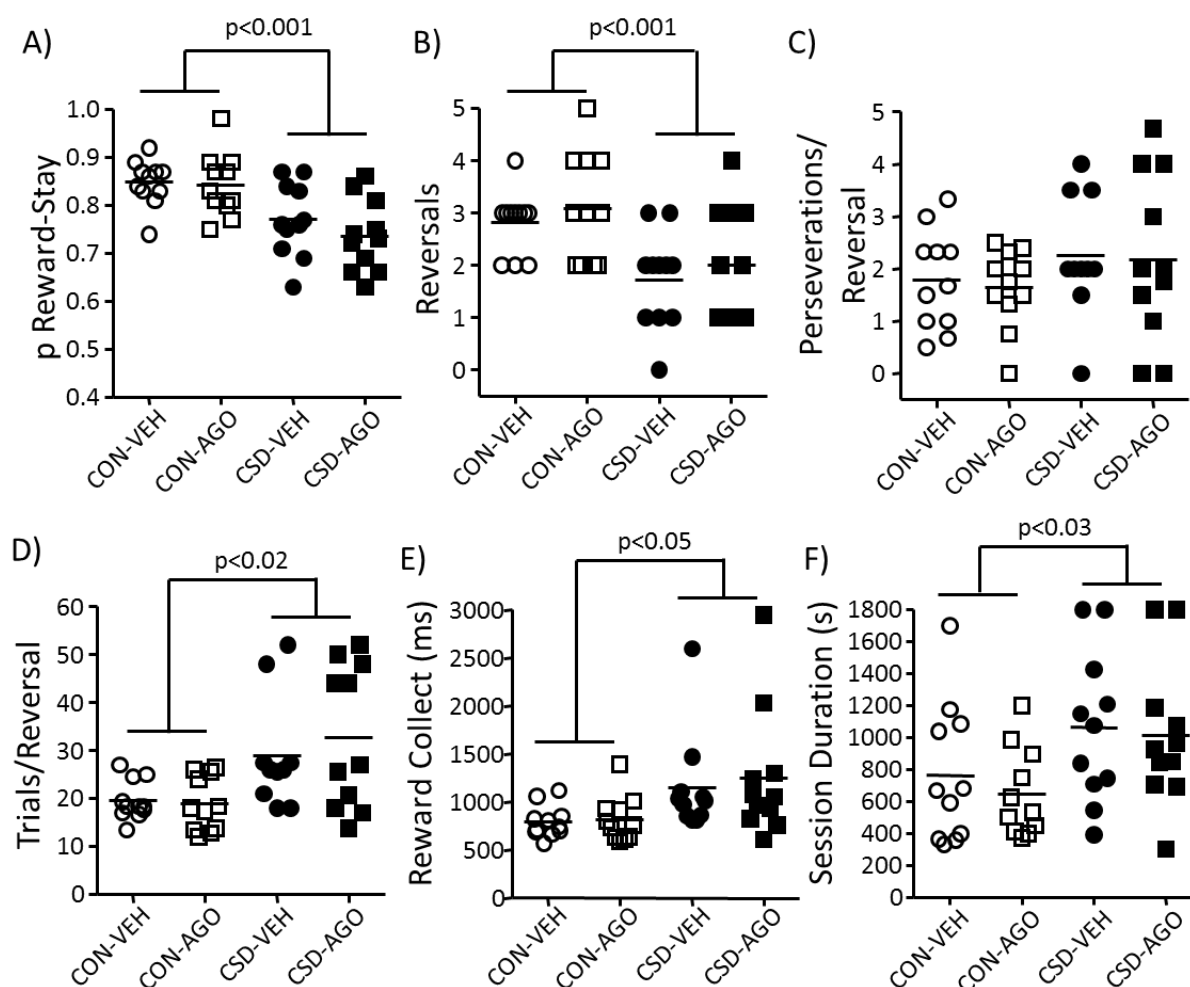 A)
p<0.001
p Reward-Stay
1.0
0.9
0.8
0.7
0.6
0.5
0.4
CON-VEH
CON-AGO
CSD-VEH
CSD-AGO
B)
p<0.001
Reversals
5
4
3
2
1
0
CON-VEH
CON-AGO
CSD-VEH
CSD-AGO
C)
Perseverations/
Reversal
5
4
3
2
1
0
CON-VEH
CON-AGO
CSD-VEH
CSD-AGO
D)
p<0.02
Trials/Reversal
60
50
40
30
20
10
0
CON-VEH
CON-AGO
CSD-VEH
CSD-AGO
E)
p<0.05
Reward Collect (ms)
3000
2500
2000
1500
1000
500
0
CON-VEH
CON-AGO
CSD-VEH
CSD-AGO
F)
p<0.03
Session Duration (s)
1800
1600
1400
1200
1000
800
600
400
200
0
CON-VEH
CON-AGO
CSD-VEH
CSD-AGO